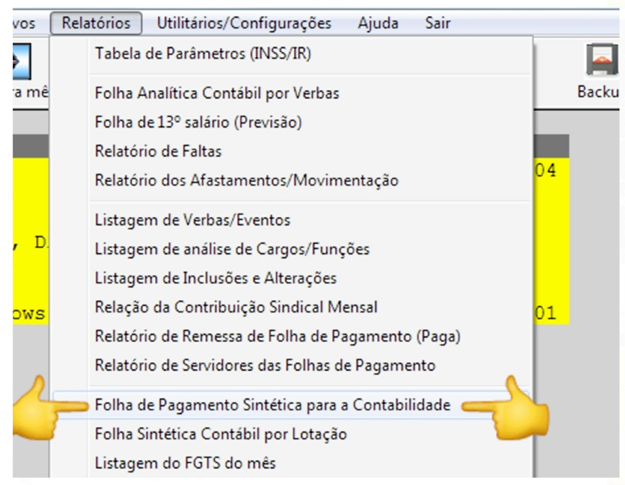 vos Relatórios Utilitários/Configurações Ajuda Sair
Tabela de Parâmetros (INSS/IR)
ra mê
Backu
Folha Analítica Contábil por Verbas
Folha de 13º salário (Previsão)
Relatório de Faltas
04
Relatório dos Afastamentos/Movimentação
Listagem de Verbas/Eventos
, D
Listagem de análise de Cargos/Funções
Listagem de Inclusões e Alterações
ows
Relação da Contribuição Sindical Mensal
01
Relatório de Remessa de Folha de Pagamento (Paga)
Relatório de Servidores das Folhas de Pagamento
Folha de Pagamento Sintética para a Contabilidade
Folha Sintética Contábil por Lotação
Listagem do FGTS do mês